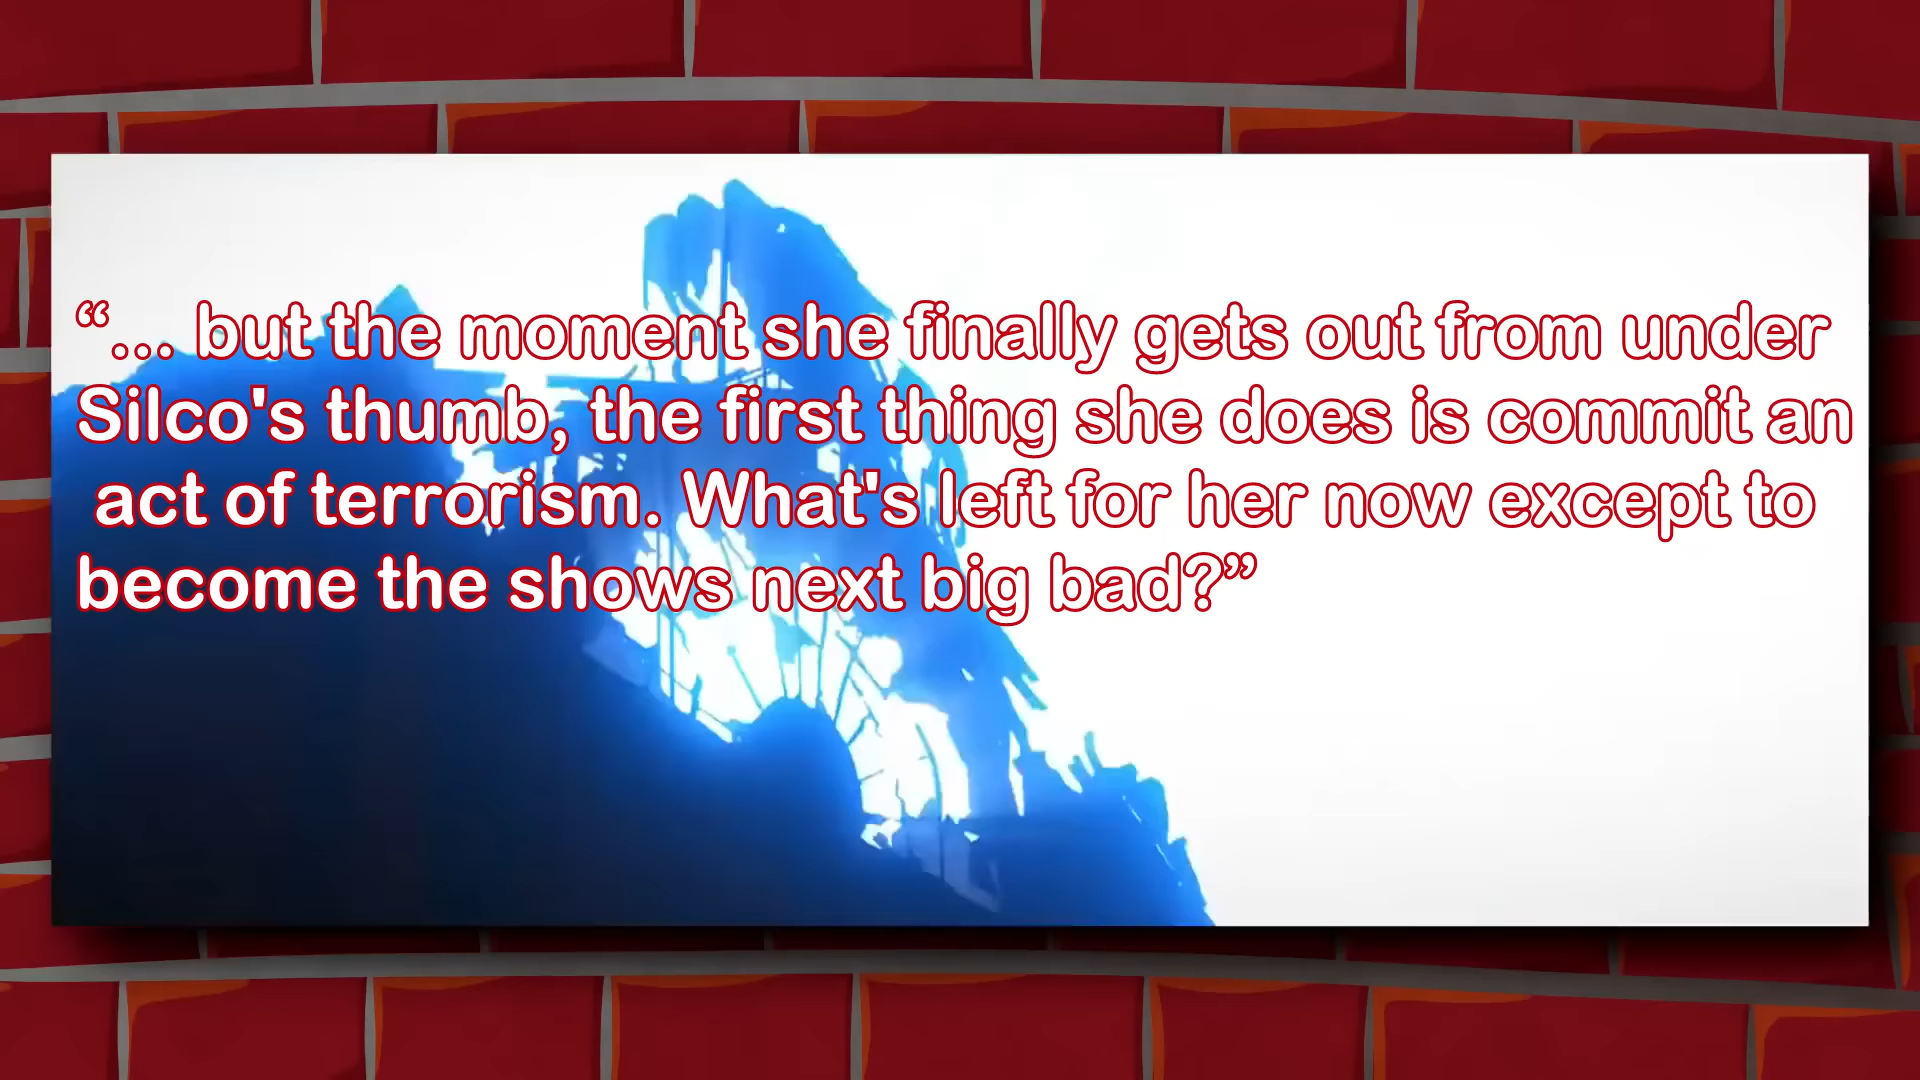 “... but the moment she finally gets out from under
Silco's thumb, the first thing she does is commit an
act of terrorism. What's left for her now except to
become the shows next big bad?”